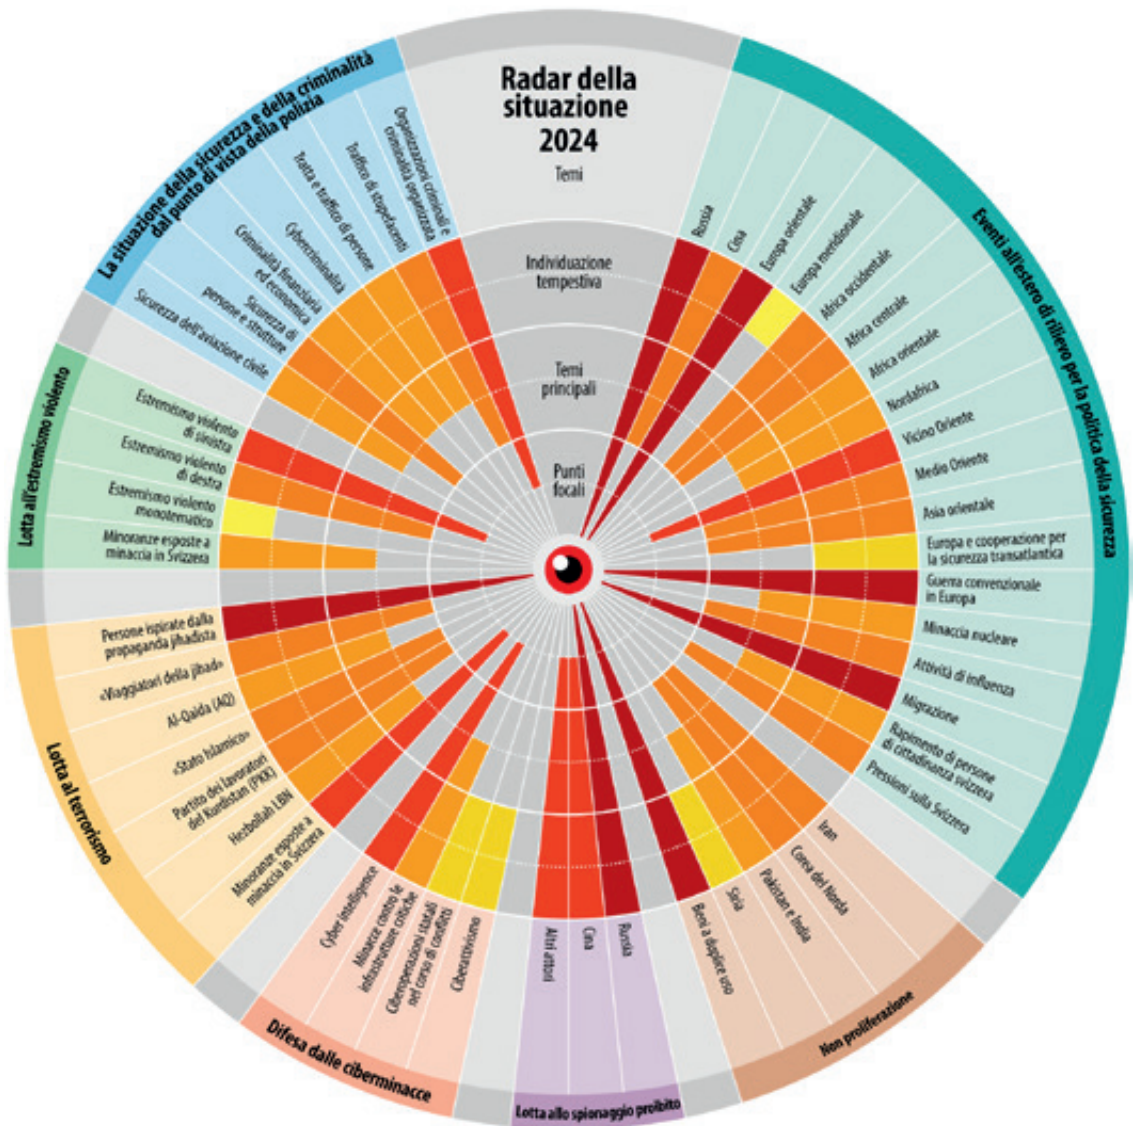 Radar della
situazione
2024
Temi
Individuazione
tempestiva
Temi
principali
Punti
focali
Eventi all'estero di rilievo per la politica della sicurezza
Russia
Cina
Europa orientale
Europa meridionale
Africa occidentale
Africa centrale
Africa orientale
Nordafrica
Vicino Oriente
Medio Oriente
Asia orientale
Europa e cooperazione per
la sicurezza transatlantica
Guerra convenzionale
in Europa
Minaccia nucleare
Attività di influenza
Migrazione
Rapimento di persone
di cittadinanza svizzera
Pressioni sulla Svizzera
Non proliferazione
Iran
Corea del Norda
Pakistan e India
Siria
Beni a duplice uso
Lotta allo spionaggio proibito
Russia
Cina
Altri attori
Difesa dalle ciberminacce
Ciberattivismo
Ciberoperazioni statali
nel corso di conflitti
Minacce contro le
infrastrutture critiche
Cyber Intelligence
Lotta al terrorismo
Minoranze esposte a
minaccia in Svizzera
Hezbollah LBN
Partito dei lavoratori
del Kurdistan (PKK)
«Stato Islamico»
Al-Qaida (AQ)
«Viaggiatori della jihad»
Persone ispirate dalla
propaganda jihadista
Lotta all'estremismo violento
Minoranze esposte a
minaccia in Svizzera
Estremismo violento
monotematico
Estremismo violento
di destra
Estremismo violento
di sinistra
La situazione della sicurezza e della criminalità
dal punto di vista della polizia
Sicurezza dell'aviazione civile
Sicurezza di
persone e strutture
Criminalità finanziaria
ed economica
Cybercriminalità
Tratta e traffico di persone
Traffico di stupefacenti
Organizzazioni criminali e
criminalità organizzata